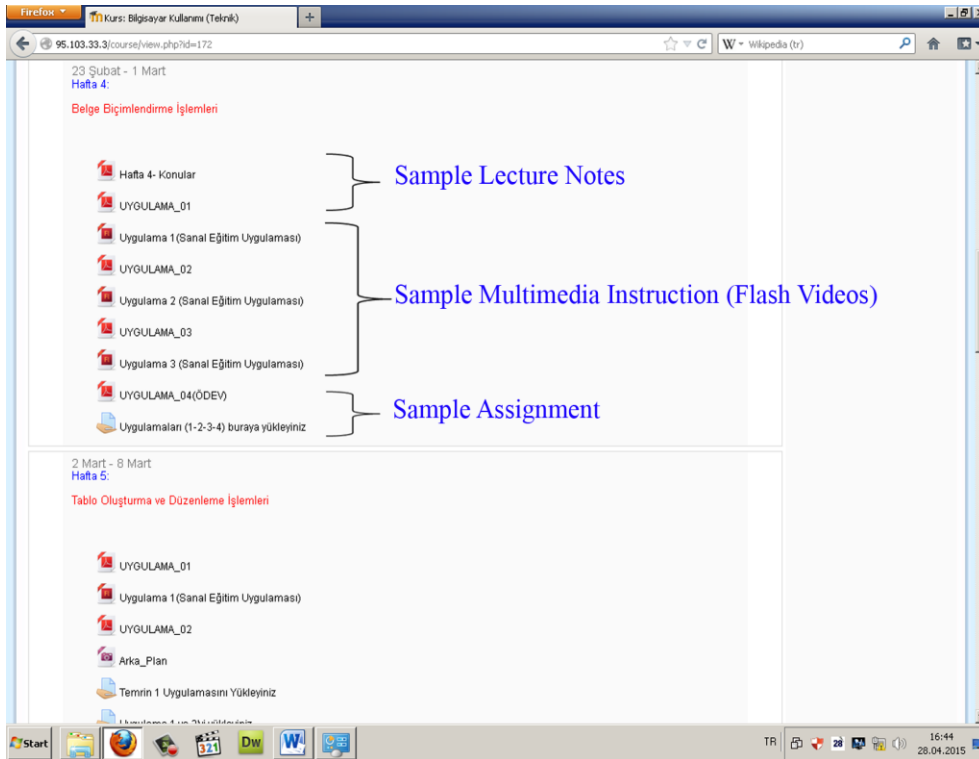 Firefox
Kurs: Bilgisayar Kullanımı (Teknik)
95.103.33.3/course/view.php?id=172
W Wikipedia (tr)
23 Şubat - 1 Mart
Hafta 4:
Belge Biçimlendirme İşlemleri
Hafta 4- Konular
UYGULAMA_01
Sample Lecture Notes
Uygulama 1(Sanal Eğitim Uygulaması)
UYGULAMA_02
Uygulama 2 (Sanal Eğitim Uygulaması)
UYGULAMA_03
Uygulama 3 (Sanal Eğitim Uygulaması)
Sample Multimedia Instruction (Flash Videos)
UYGULAMA_04(ÖDEV)
Uygulamaları (1-2-3-4) buraya yükleyiniz
Sample Assignment
2 Mart - 8 Mart
Hafta 5:
Tablo Oluşturma ve Düzenleme İşlemleri
UYGULAMA_01
Uygulama 1(Sanal Eğitim Uygulaması)
UYGULAMA_02
Arka_Plan
Temrin 1 Uygulamasını Yükleyiniz
Start
321
Dw
W
TR
28
16:44
28.04.2015